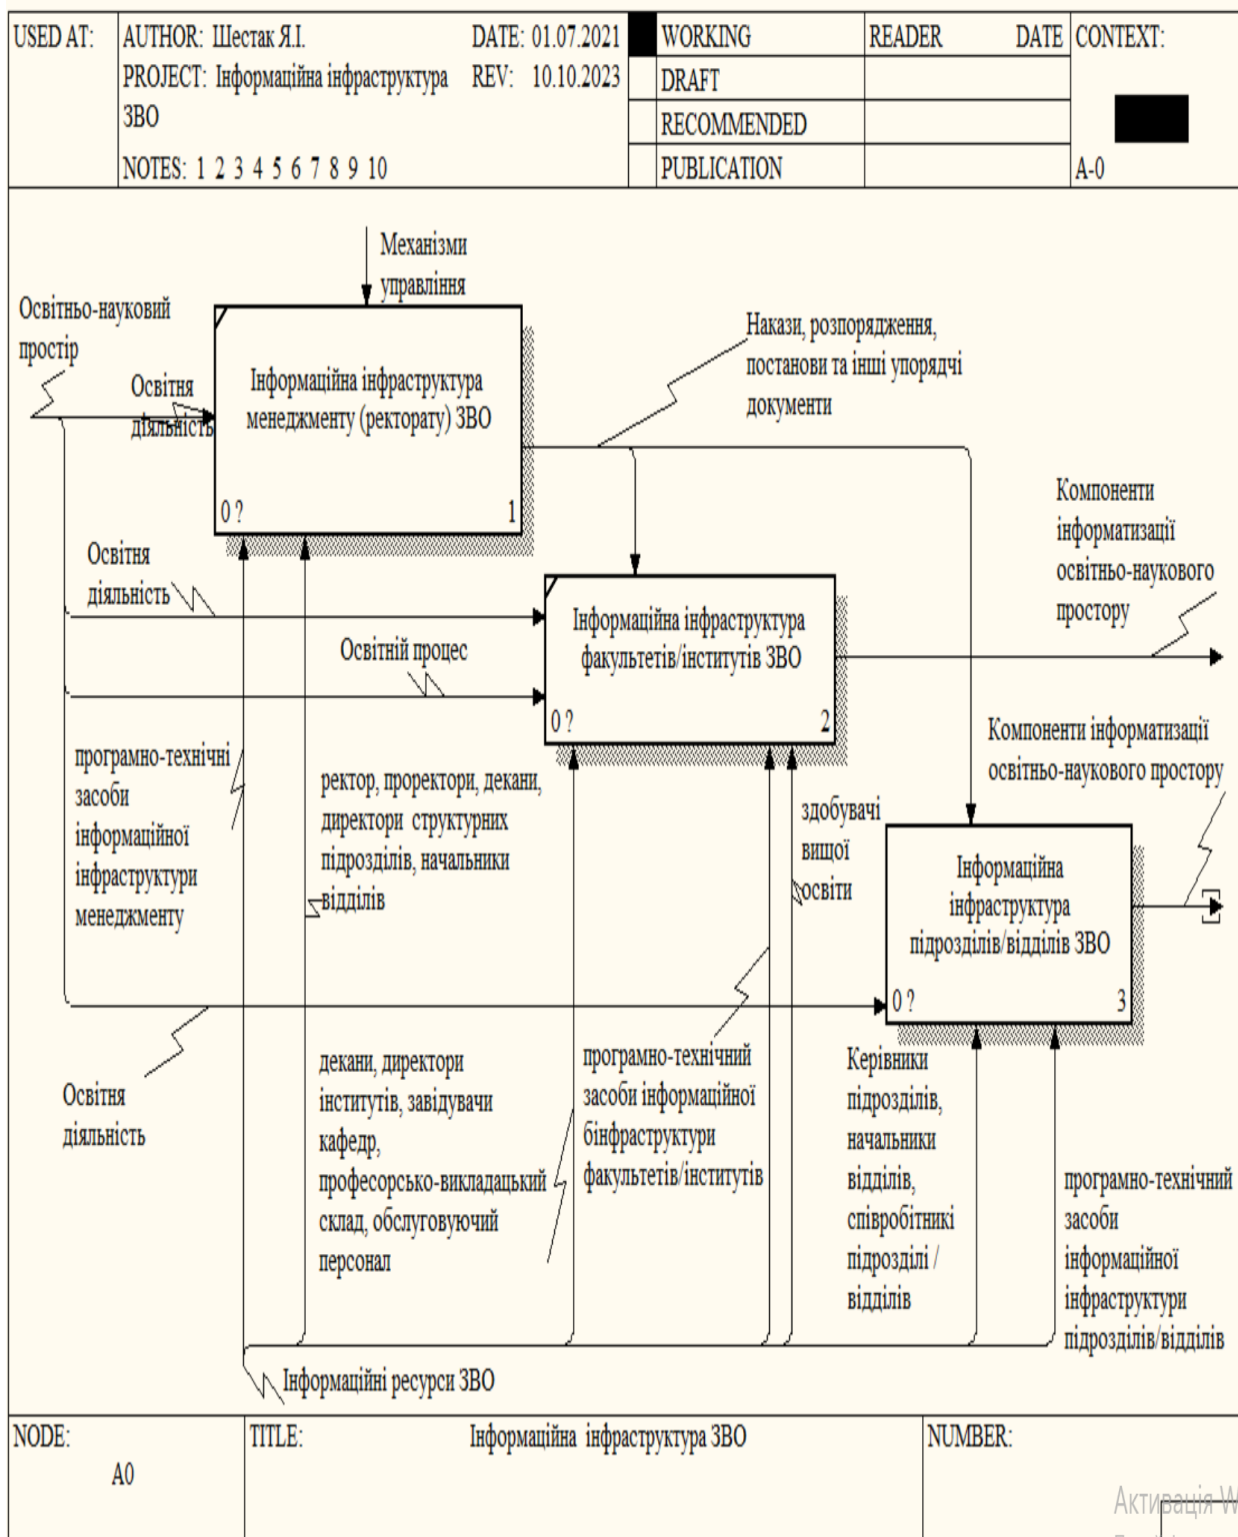 USED AT:
AUTHOR: Шестак Я.І.
DATE: 01.07.2021
PROJECT: Інформаційна інфраструктура
ЗВО
REV: 10.10.2023
NOTES: 1 2 3 4 5 6 7 8 9 10
WORKING
DRAFT
RECOMMENDED
PUBLICATION
READER DATE
CONTEXT:
A-0
Механізми
управління
Освітньо-науковий
простір
Освітня
діяльність
Інформаційна інфраструктура
менеджменту (ректорату) ЗВО
0 ?
1
Накази, розпорядження,
постанови та інші упорядчі
документи
Компоненти
інформатизації
освітньо-наукового
простору
Освітня
діяльність
Освітній процес
Інформаційна інфраструктура
факультетів/інститутів ЗВО
0 ?
2
Компоненти інформатизації
освітньо-наукового простору
програмно-технічні
засоби
інформаційної
інфраструктури
менеджменту
ректор, проректори, декани,
директори структурних
підрозділів, начальники
відділів
здобувачі
вищої
освіти
Інформаційна
інфраструктура
підрозділів/відділів ЗВО
0 ?
3
Освітня
діяльність
декани, директори
інститутів, завідувачи
кафедр,
професорсько-викладацький
склад, обслуговуючий
персонал
програмно-технічний
засоби інформаційної
бінфраструктури
факультетів/інститутів
Керівники
підрозділів,
начальники
відділів,
співробітникі
підрозділі /
відділів
програмно-технічний
засоби
інформаційної
інфраструктури
підрозділів/відділів
Інформаційні ресурси ЗВО
NODE:
A0
TITLE:
Інформаційна інфраструктура ЗВО
NUMBER:
Активація W